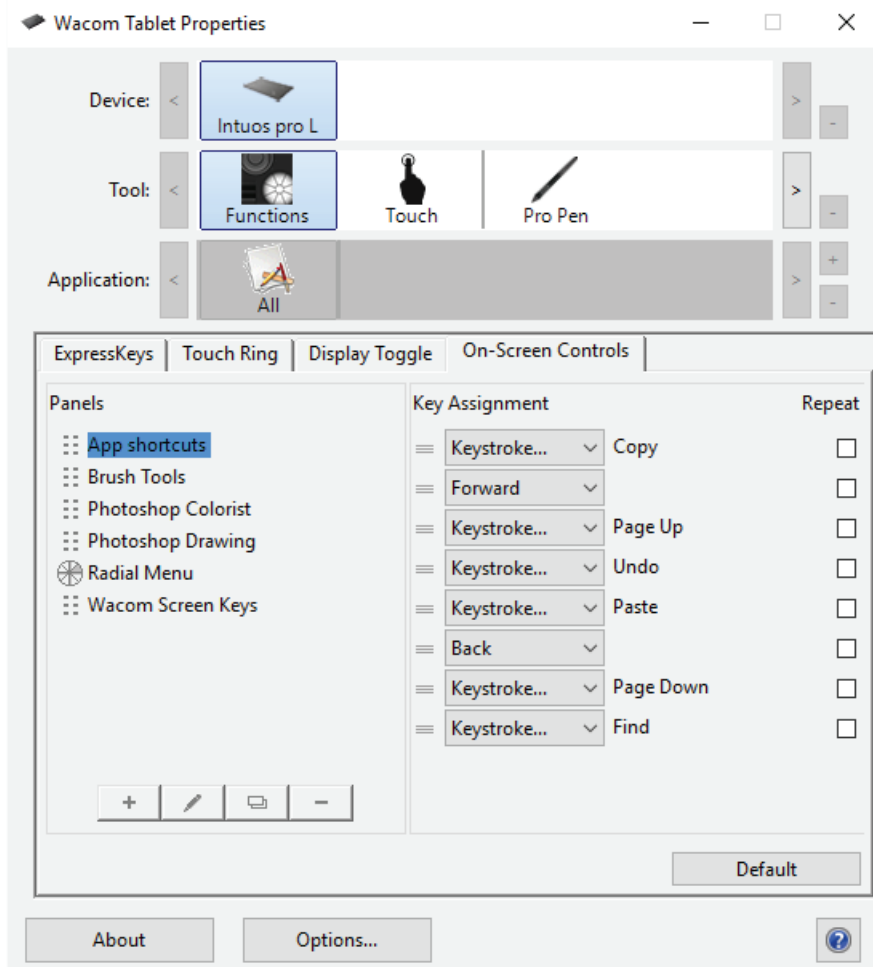 Wacom Tablet Properties
Device:
<
Intuos pro L
>
-
Tool:
<
Functions
Touch
Pro Pen
>
-
Application:
<
All
>
+
-
ExpressKeys
Touch Ring
Display Toggle
On-Screen Controls
Panels
App shortcuts
Brush Tools
Photoshop Colorist
Photoshop Drawing
Radial Menu
Wacom Screen Keys
+
-
Key Assignment Repeat
Keystroke... Copy
Forward
Keystroke... Page Up
Keystroke... Undo
Keystroke... Paste
Back
Keystroke... Page Down
Keystroke... Find
Default
About
Options...
?